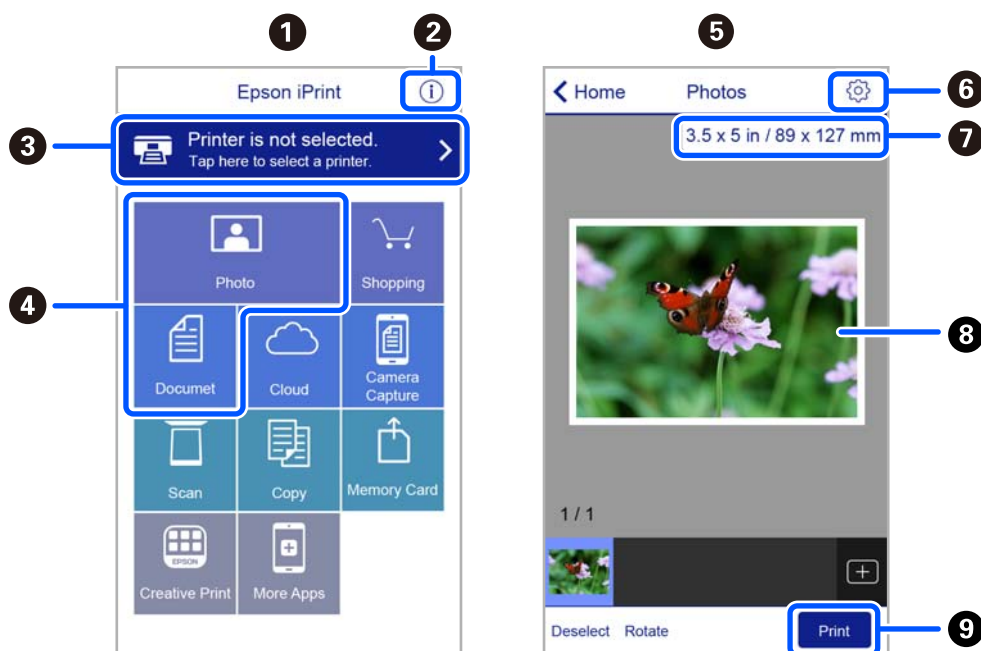 1
2
5
Epson iPrint
i
Home
Photos
6
3
Printer is not selected.
Tap here to select a printer.
3.5 x 5 in / 89 x 127 mm
7
Photo
Shopping
4
8
Documet
Cloud
Camera
Capture
Scan
Copy
Memory Card
1 / 1
EPSON
Creative Print
More Apps
Deselect
Rotate
Print
9